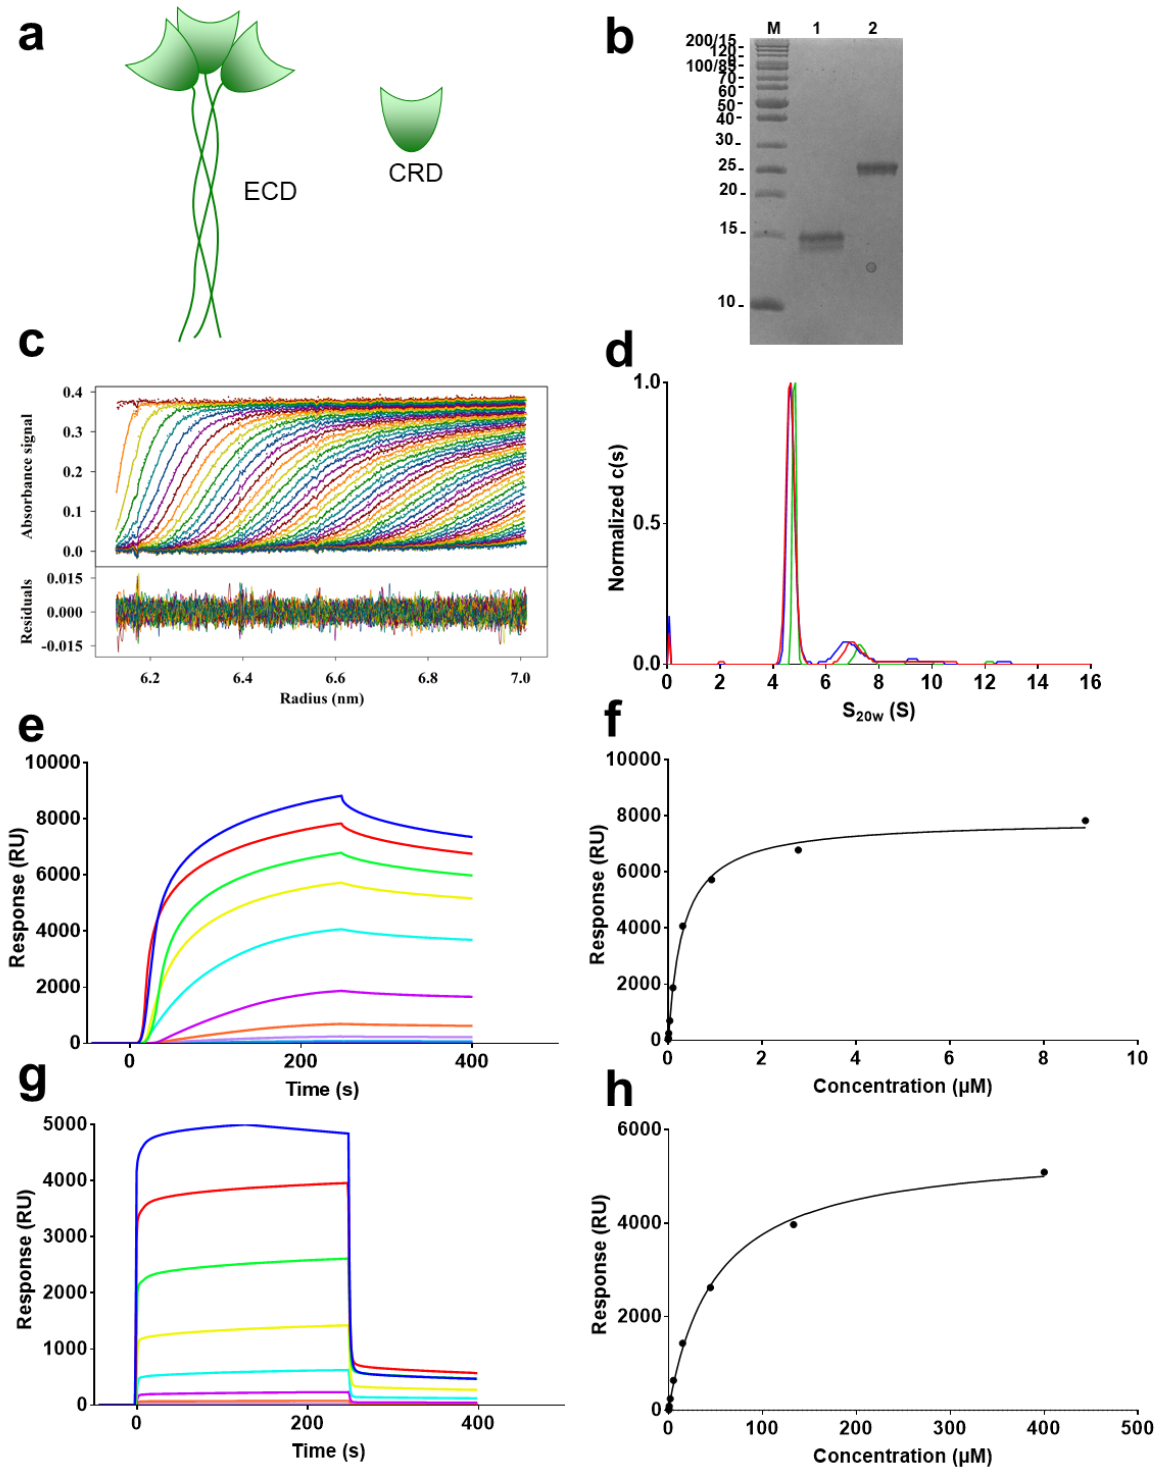 a
ECD
CRD
b
M 1 2
200/15
120
100/85
70
60
50
40
30
25
20
15
10
c
0.4
0.3
0.2
0.1
0.0
Absorbance signal
0.015
0.000
-0.015
Residuals
6.2 6.4 6.6 6.8 7.0
Radius (nm)
d
1.0
0.5
0.0
Normalized c(s)
0 2 4 6 8 10 12 14 16
S20w (S)
e
10000
8000
6000
4000
2000
0
Response (RU)
0 200 400
Time (s)
f
10000
8000
6000
4000
2000
0
Response (RU)
0 2 4 6 8 10
Concentration (µM)
g
5000
4000
3000
2000
1000
0
Response (RU)
0 200 400
Time (s)
h
6000
4000
2000
0
Response (RU)
0 100 200 300 400 500
Concentration (µM)